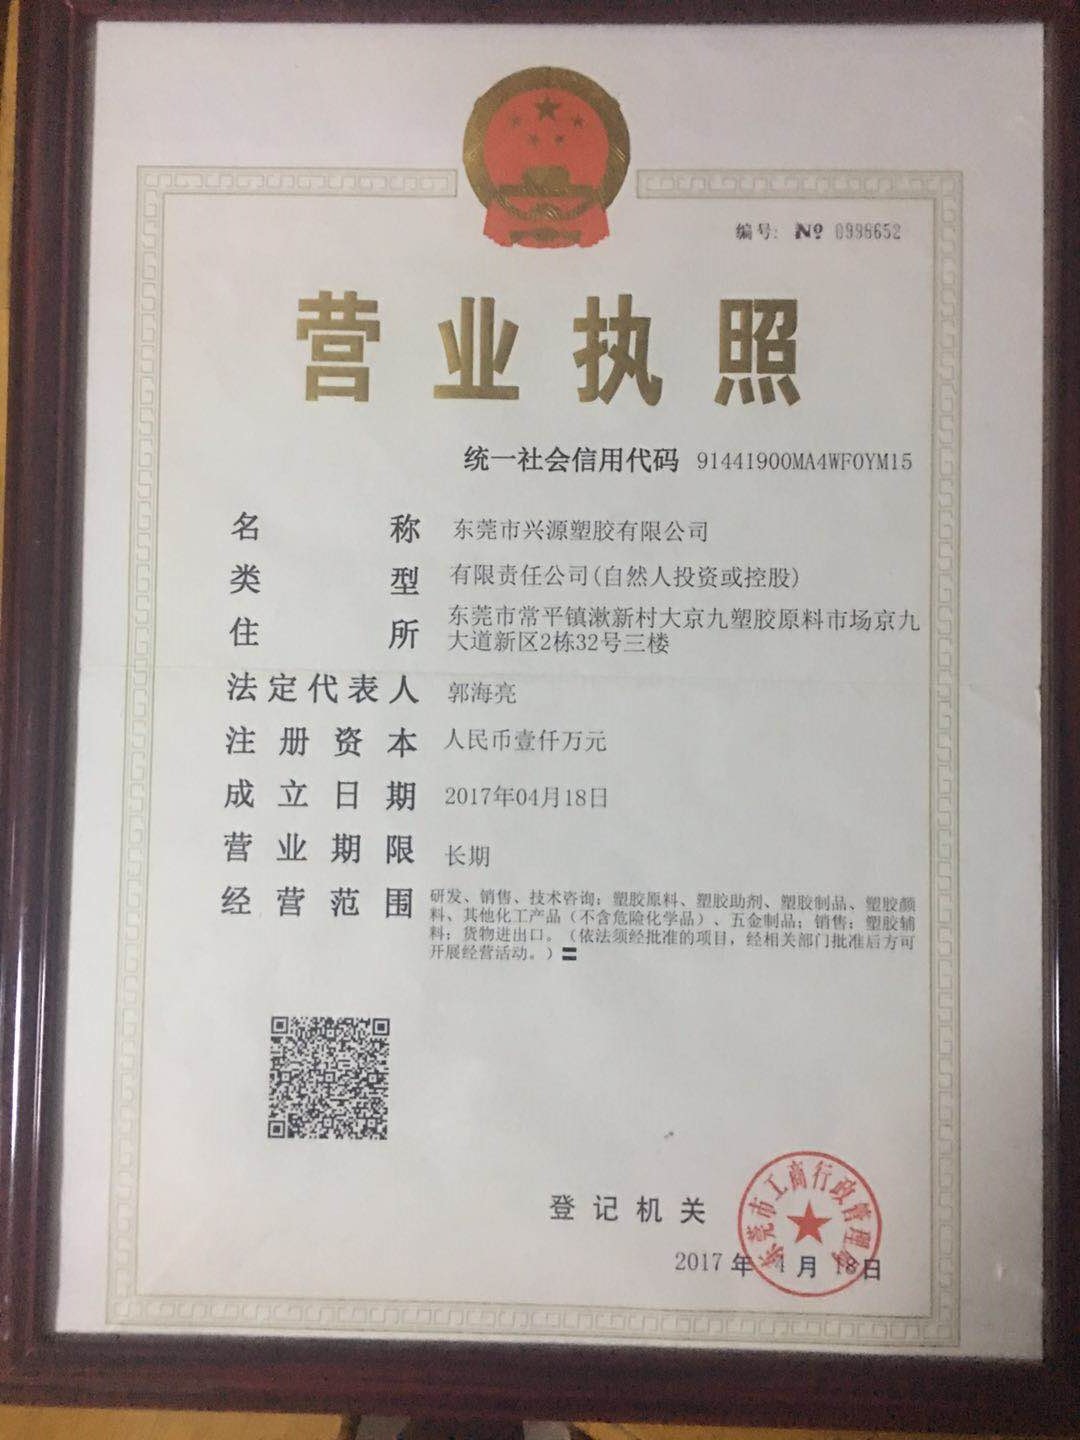 编号: № 0998652
营业执照
统一社会信用代码 91441900MA4WF0YM15
名称 东莞市兴源塑胶有限公司
类型 有限责任公司(自然人投资或控股)
住所 东莞市常平镇漱新村大京九塑胶原料市场京九
大道新区2栋32号三楼
法定代表人 郭海亮
注册资本 人民币壹仟万元
成立日期 2017年04月18日
营业期限 长期
经营范围 研发、销售、技术咨询：塑胶原料、塑胶助剂、塑胶制品、塑胶颜
料、其他化工产品（不含危险化学品）、五金制品；销售：塑胶辅
料；货物进出口。（依法须经批准的项目，经相关部门批准后方可
开展经营活动。）〓
东莞市工商行政管理局
登记机关
2017 年 4 月 18 日